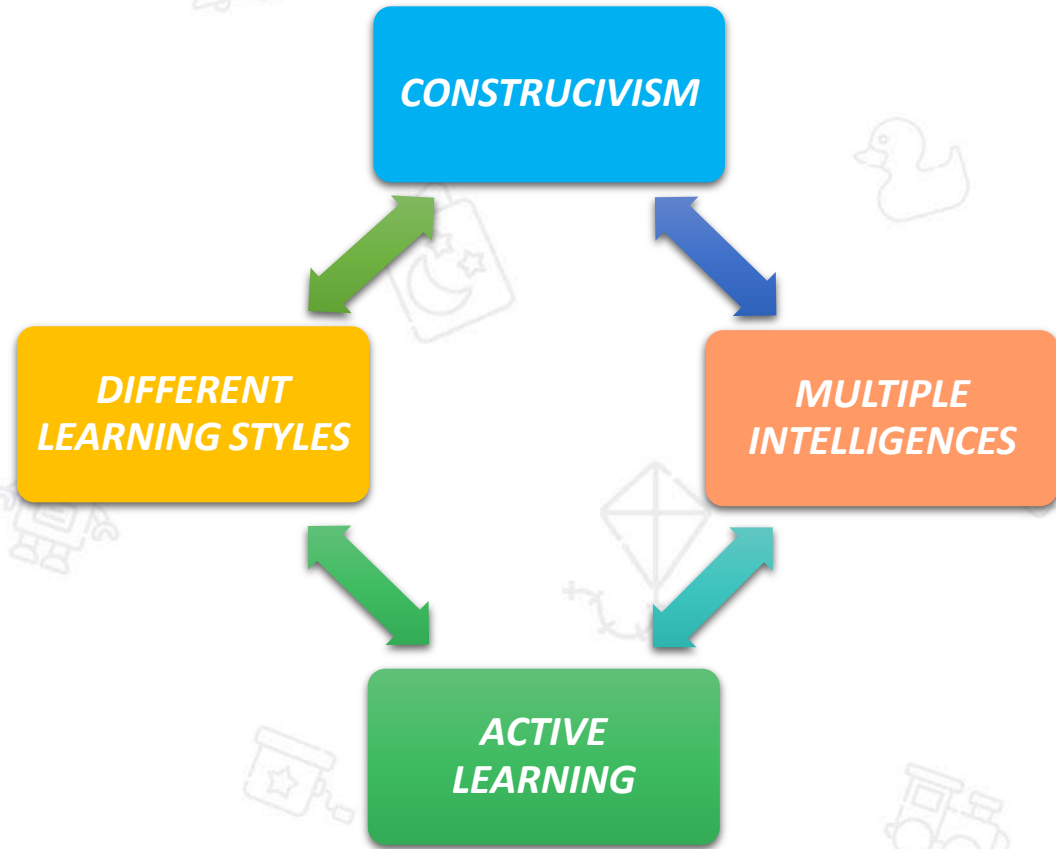 CONSTRUCIVISM
DIFFERENT
LEARNING STYLES
MULTIPLE
INTELLIGENCES
ACTIVE
LEARNING